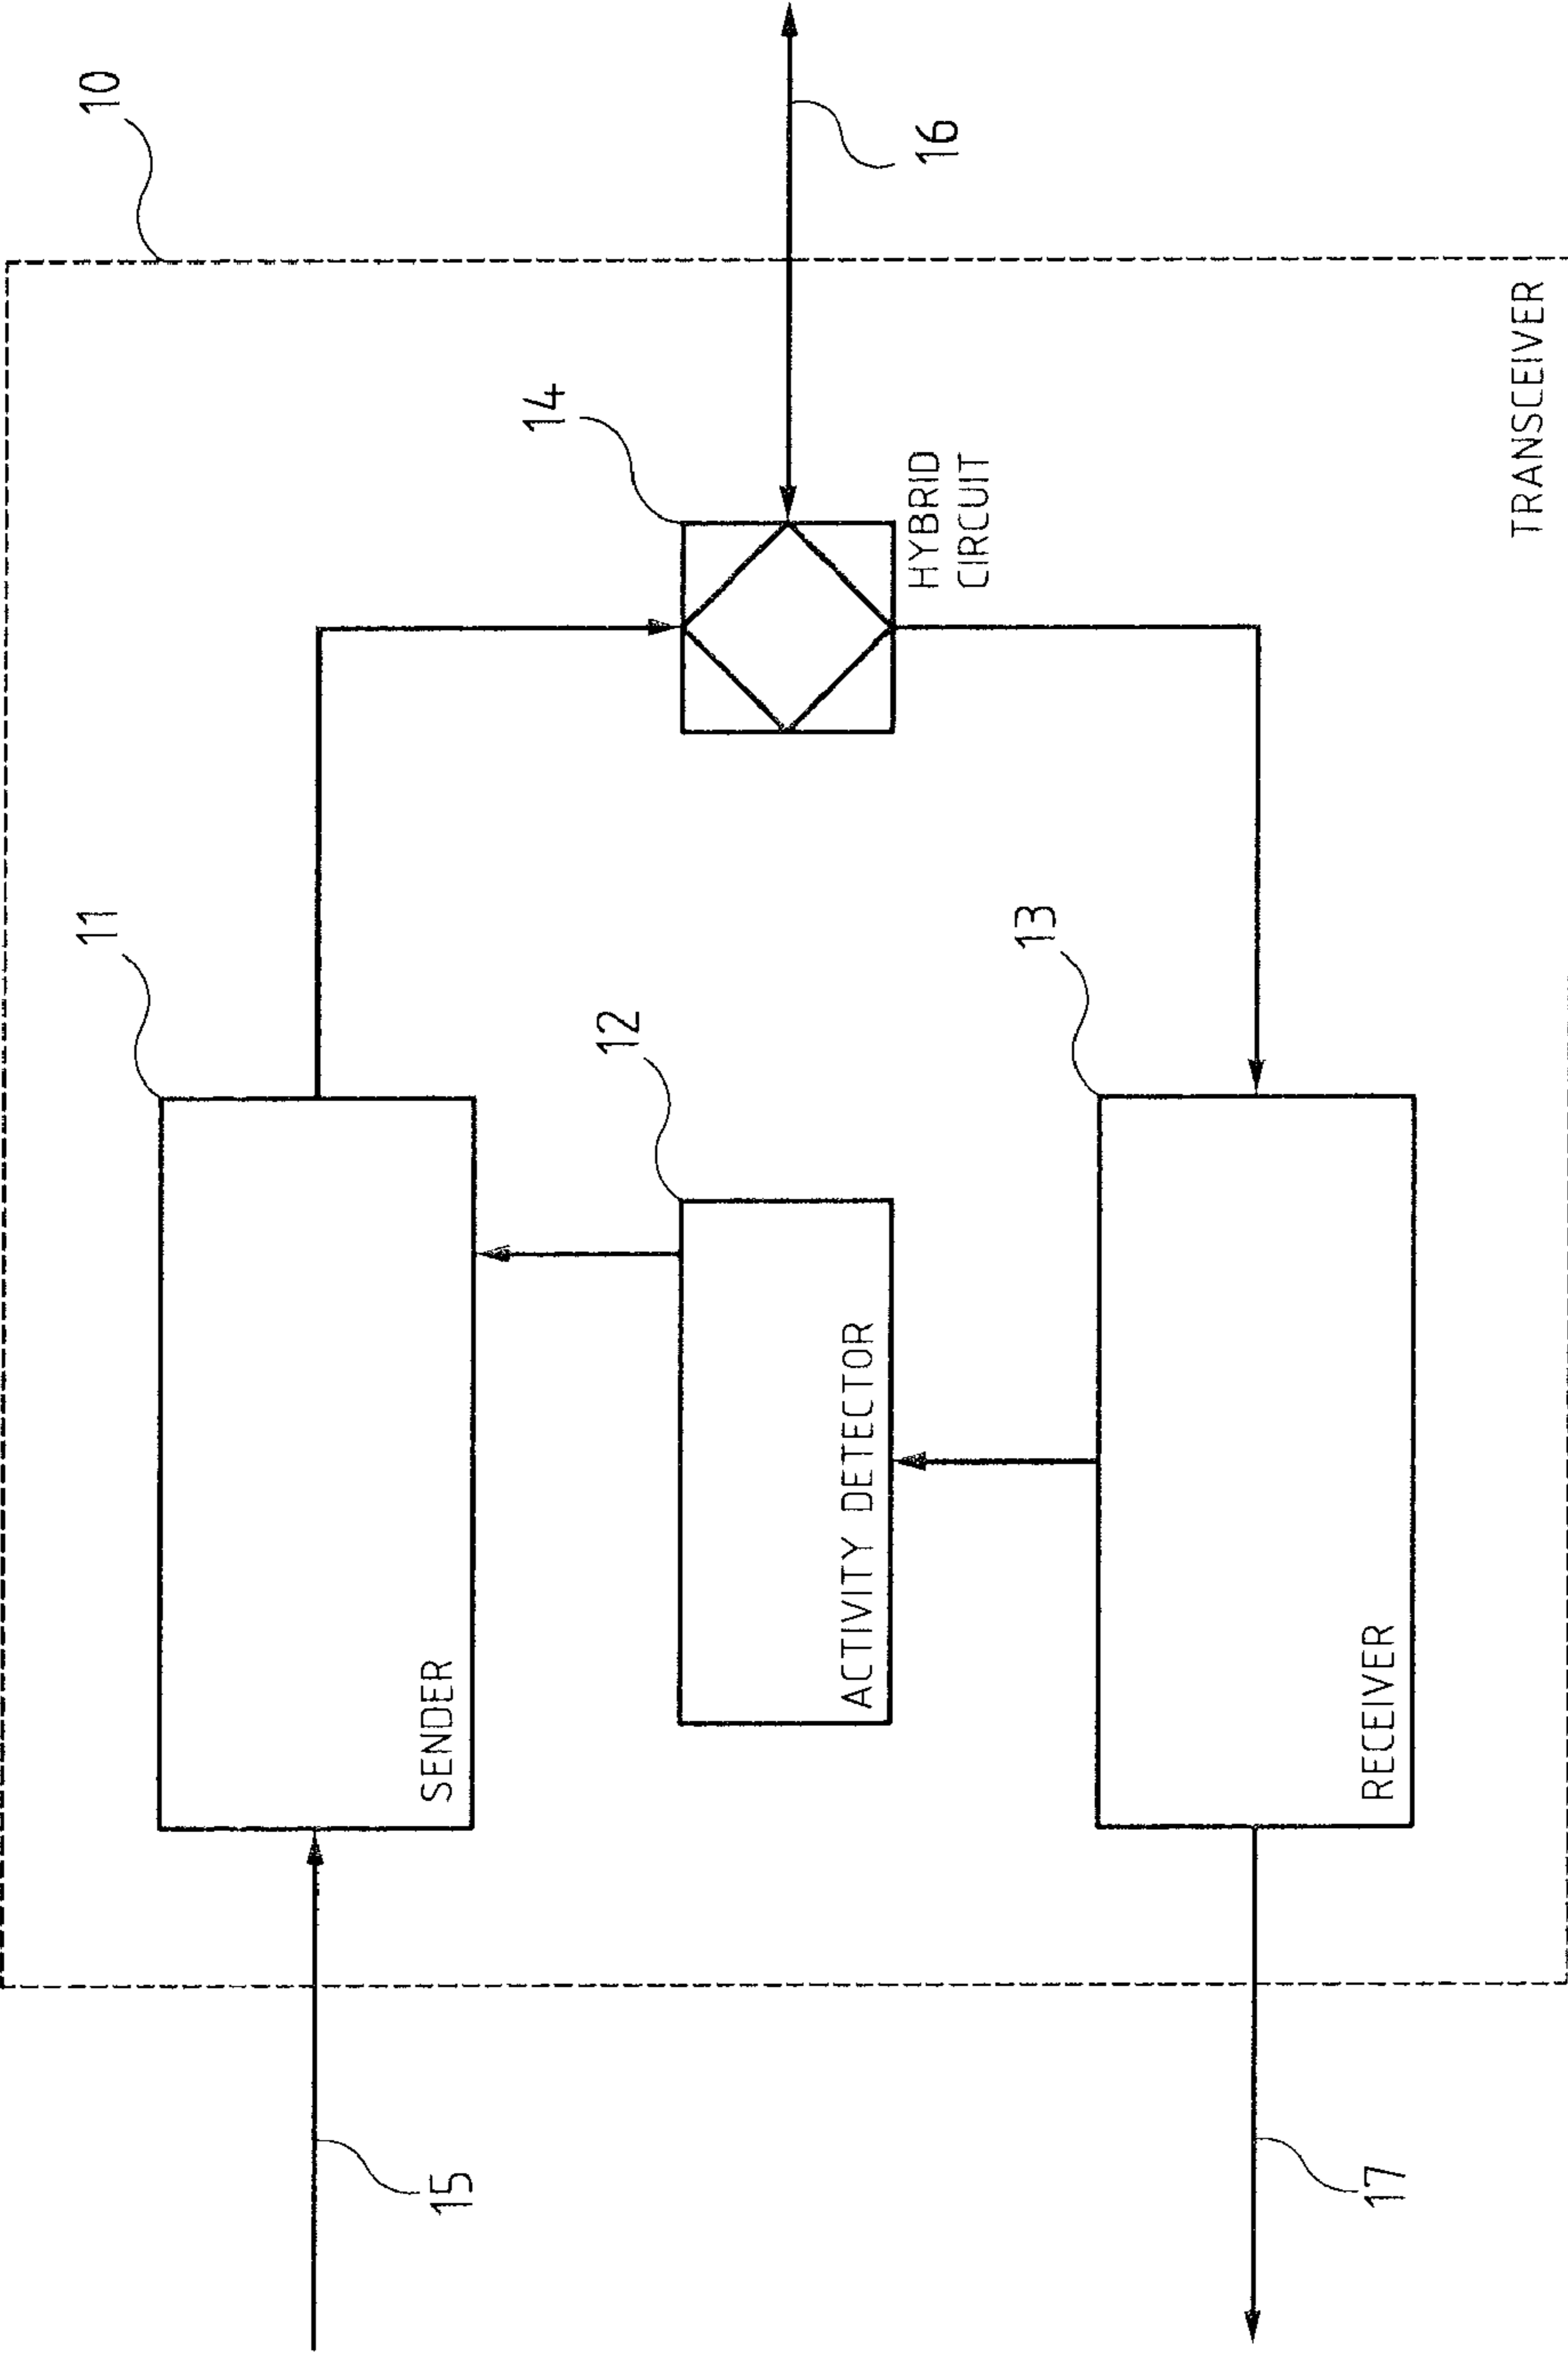 10
11
14
16
12
HYBRID
CIRCUIT
15
SENDER
ACTIVITY DETECTOR
13
17
RECEIVER
TRANSCEIVER